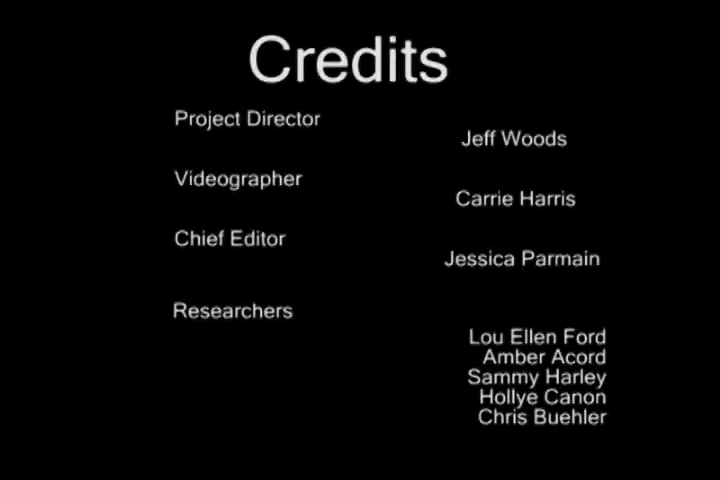 Credits
Project Director
Jeff Woods
Videographer
Carrie Harris
Chief Editor
Jessica Parmain
Researchers
Lou Ellen Ford
Amber Acord
Sammy Harley
Hollye Canon
Chris Buehler